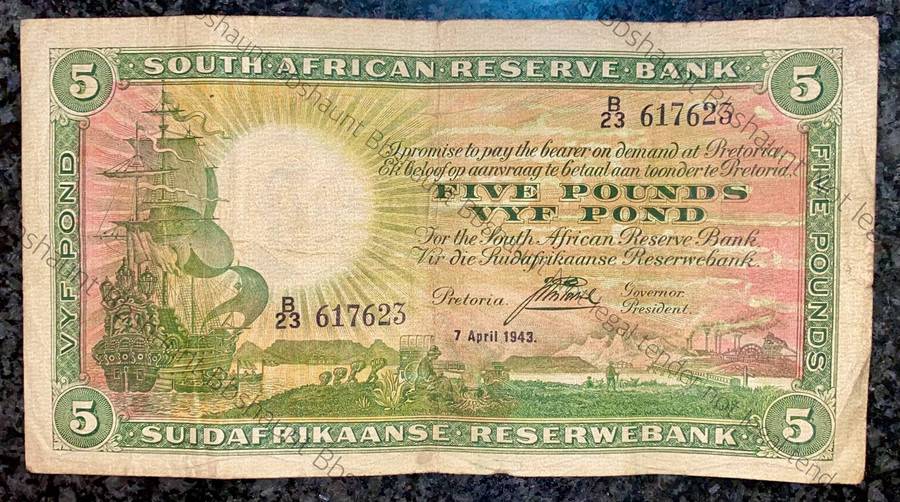 5 SOUTH·AFRICAN·RESERVE·BANK 5
B/23 617623
I promise to pay the bearer on demand at Pretoria.
Ek beloof op aanvraag te betaal aan toonder te Pretoria.
FIVE POUNDS
VYF POND
For the South African Reserve Bank
Vir die Suidafrikaanse Reserwebank.
Pretoria.
Governor.
President.
B/23 617623
7 April 1943.
VYF POND
FIVE POUNDS
5 SUIDAFRIKAANSE·RESERWEBANK 5